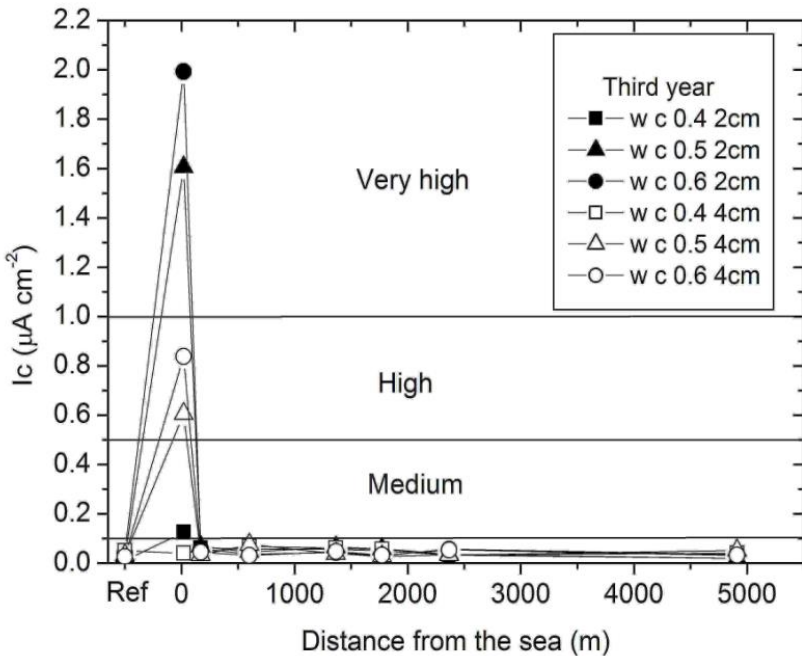 2.2
2.0
1.8
1.6
1.4
1.2
1.0
0.8
0.6
0.4
0.2
0.0
Ic (μA cm⁻²)
Third year
w c 0.4 2cm
w c 0.5 2cm
w c 0.6 2cm
w c 0.4 4cm
w c 0.5 4cm
w c 0.6 4cm
Very high
High
Medium
Ref 0 1000 2000 3000 4000 5000
Distance from the sea (m)